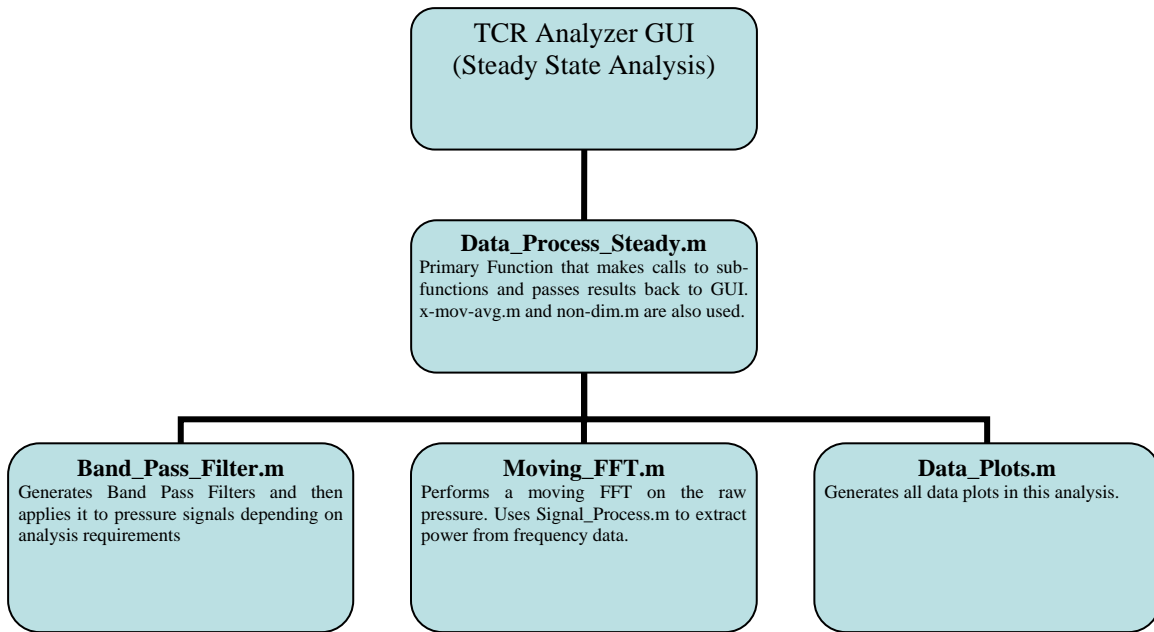 TCR Analyzer GUI
(Steady State Analysis)
Data_Process_Steady.m
Primary Function that makes calls to sub-
functions and passes results back to GUI.
x-mov-avg.m and non-dim.m are also used.
Band_Pass_Filter.m
Generates Band Pass Filters and then
applies it to pressure signals depending on
analysis requirements
Moving_FFT.m
Performs a moving FFT on the raw
pressure. Uses Signal_Process.m to extract
power from frequency data.
Data_Plots.m
Generates all data plots in this analysis.